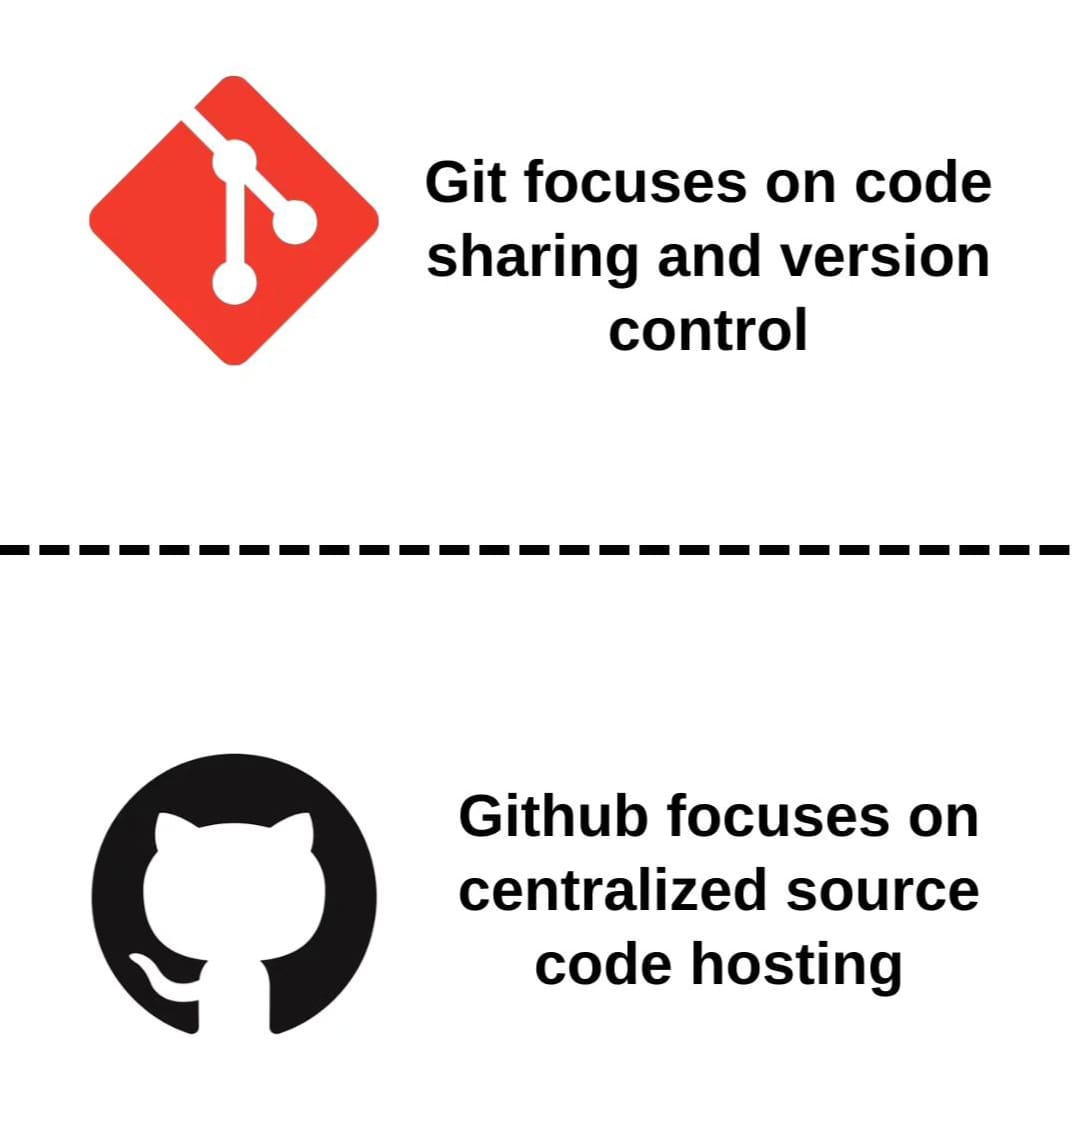 Git focuses on code
sharing and version
control
Github focuses on
centralized source
code hosting